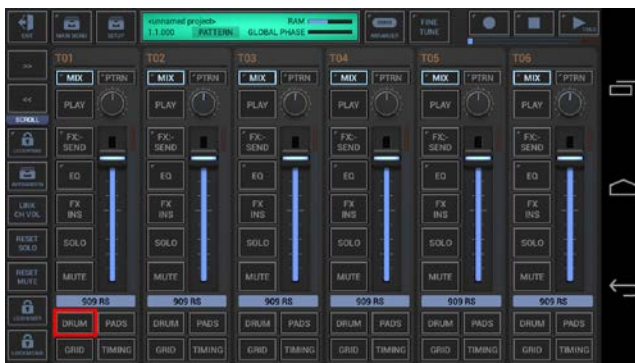 EXIT
MAIN MENU
SETUP
<unnamed project>
RAM
1.1.000
PATTERN
GLOBAL PHASE
FINE
TUNE
>>
<<
SCROLL
LINK
CH VOL
RESET
SOLO
RESET
MUTE
T01 T02 T03 T04 T05 T06
MIX PTRN MIX PTRN MIX PTRN MIX PTRN MIX PTRN MIX PTRN
PLAY PLAY PLAY PLAY PLAY PLAY
FX:- FX:- FX:- FX:- FX:- FX:-
SEND SEND SEND SEND SEND SEND
EQ EQ EQ EQ EQ EQ
FX FX FX FX FX FX
INS INS INS INS INS INS
SOLO SOLO SOLO SOLO SOLO SOLO
MUTE MUTE MUTE MUTE MUTE MUTE
909 RS 909 RS 909 RS 909 RS 909 RS 909 RS
DRUM PADS DRUM PADS DRUM PADS DRUM PADS DRUM PADS DRUM PADS
GRID TIMING GRID TIMING GRID TIMING GRID TIMING GRID TIMING GRID TIMING